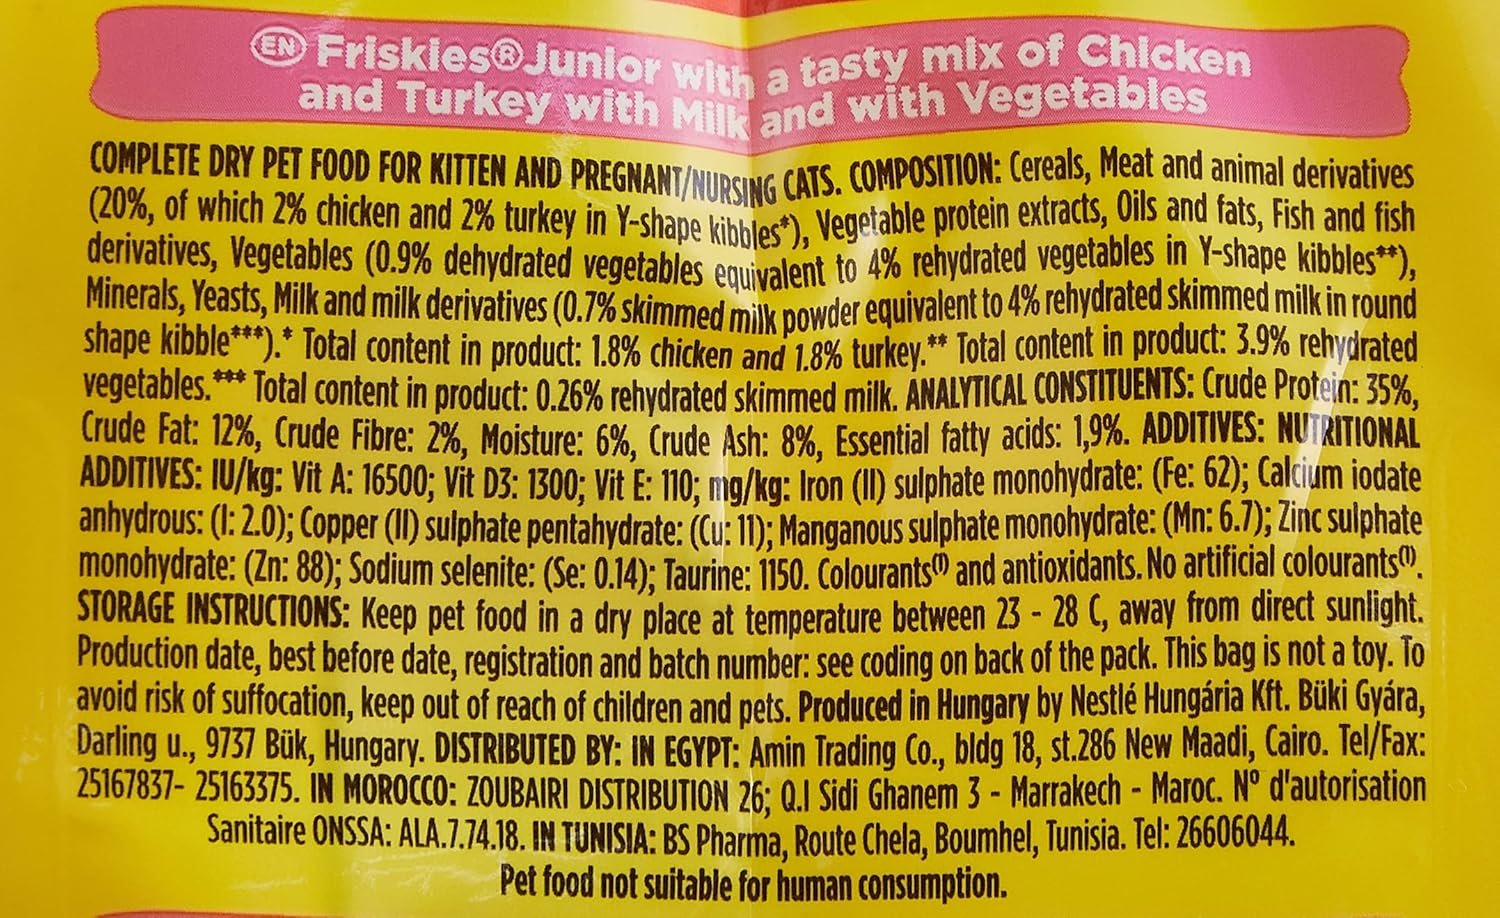 EN Friskies® Junior with a tasty mix of Chicken
and Turkey with Milk and with Vegetables
COMPLETE DRY PET FOOD FOR KITTEN AND PREGNANT/NURSING CATS. COMPOSITION: Cereals, Meat and animal derivatives
(20%, of which 2% chicken and 2% turkey in Y-shape kibbles*), Vegetable protein extracts, Oils and fats, Fish and fish
derivatives, Vegetables (0.9% dehydrated vegetables equivalent to 4% rehydrated vegetables in Y-shape kibbles**),
Minerals, Yeasts, Milk and milk derivatives (0.7% skimmed milk powder equivalent to 4% rehydrated skimmed milk in round
shape kibble***).* Total content in product: 1.8% chicken and 1.8% turkey.** Total content in product: 3.9% rehydrated
vegetables.*** Total content in product: 0.26% rehydrated skimmed milk. ANALYTICAL CONSTITUENTS: Crude Protein: 35%,
Crude Fat: 12%, Crude Fibre: 2%, Moisture: 6%, Crude Ash: 8%, Essential fatty acids: 1,9%. ADDITIVES: NUTRITIONAL
ADDITIVES: IU/kg: Vit A: 16500; Vit D3: 1300; Vit E: 110; mg/kg: Iron (II) sulphate monohydrate: (Fe: 62); Calcium iodate
anhydrous: (I: 2.0); Copper (II) sulphate pentahydrate: (Cu: 11); Manganous sulphate monohydrate: (Mn: 6.7); Zinc sulphate
monohydrate: (Zn: 88); Sodium selenite: (Se: 0.14); Taurine: 1150. Colourants(1) and antioxidants. No artificial colourants(1).
STORAGE INSTRUCTIONS: Keep pet food in a dry place at temperature between 23 - 28 C, away from direct sunlight.
Production date, best before date, registration and batch number: see coding on back of the pack. This bag is not a toy. To
avoid risk of suffocation, keep out of reach of children and pets. Produced in Hungary by Nestlé Hungária Kft. Büki Gyára,
Darling u., 9737 Bük, Hungary. DISTRIBUTED BY: IN EGYPT: Amin Trading Co., bldg 18, st.286 New Maadi, Cairo. Tel/Fax:
25167837- 25163375. IN MOROCCO: ZOUBAIRI DISTRIBUTION 26; Q.I Sidi Ghanem 3 - Marrakech - Maroc. N° d'autorisation
Sanitaire ONSSA: ALA.7.74.18. IN TUNISIA: BS Pharma, Route Chela, Boumhel, Tunisia. Tel: 26606044.
Pet food not suitable for human consumption.